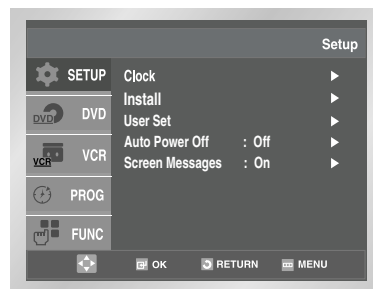 Setup
SETUP
DVD DVD
VCR VCR
PROG
FUNC
Clock
Install
User Set
Auto Power Off : Off
Screen Messages : On
OK RETURN MENU